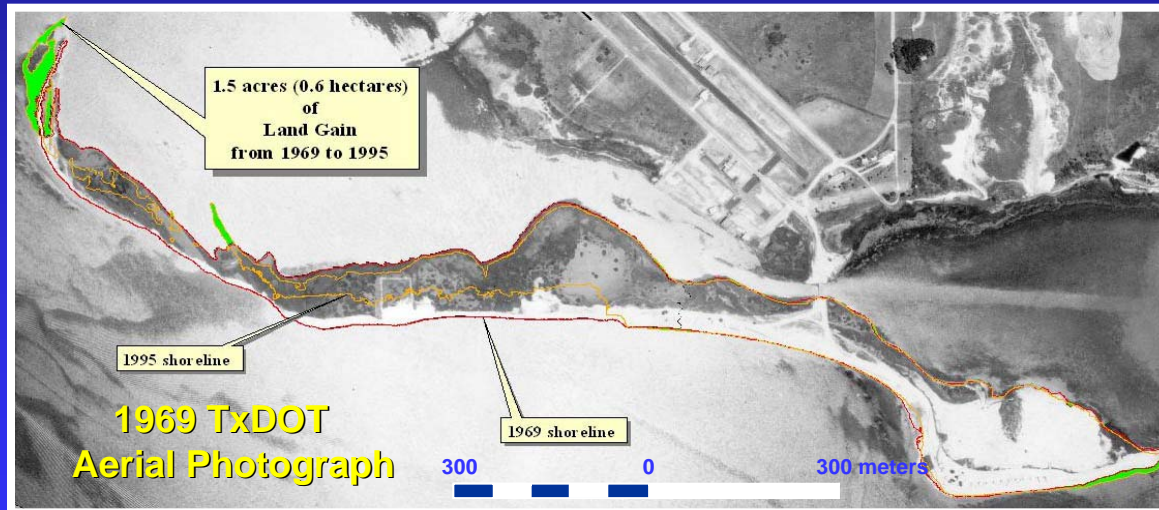 1.5 acres (0.6 hectares)
of
Land Gain
from 1969 to 1995
1995 shoreline
1969 shoreline
1969 TxDOT
Aerial Photograph
300 0 300 meters